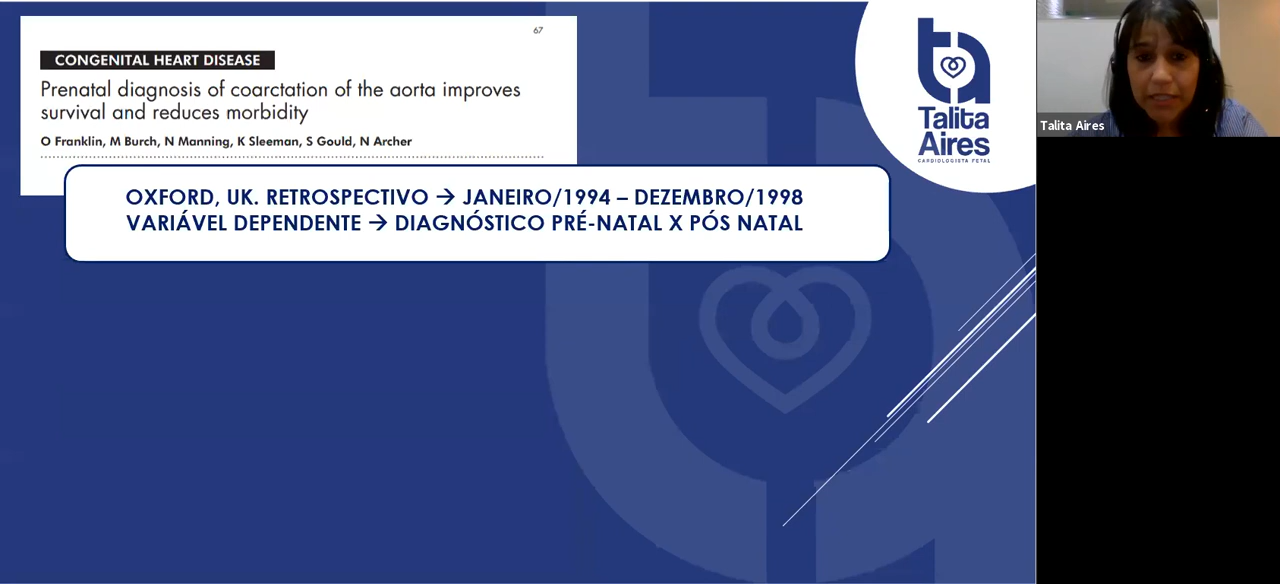 67
CONGENITAL HEART DISEASE
Prenatal diagnosis of coarctation of the aorta improves
survival and reduces morbidity
O Franklin, M Burch, N Manning, K Sleeman, S Gould, N Archer
OXFORD, UK. RETROSPECTIVO → JANEIRO/1994 – DEZEMBRO/1998
VARIÁVEL DEPENDENTE → DIAGNÓSTICO PRÉ-NATAL X PÓS NATAL
ta
Talita
Aires
CARDIOLOGISTA FETAL
Talita Aires